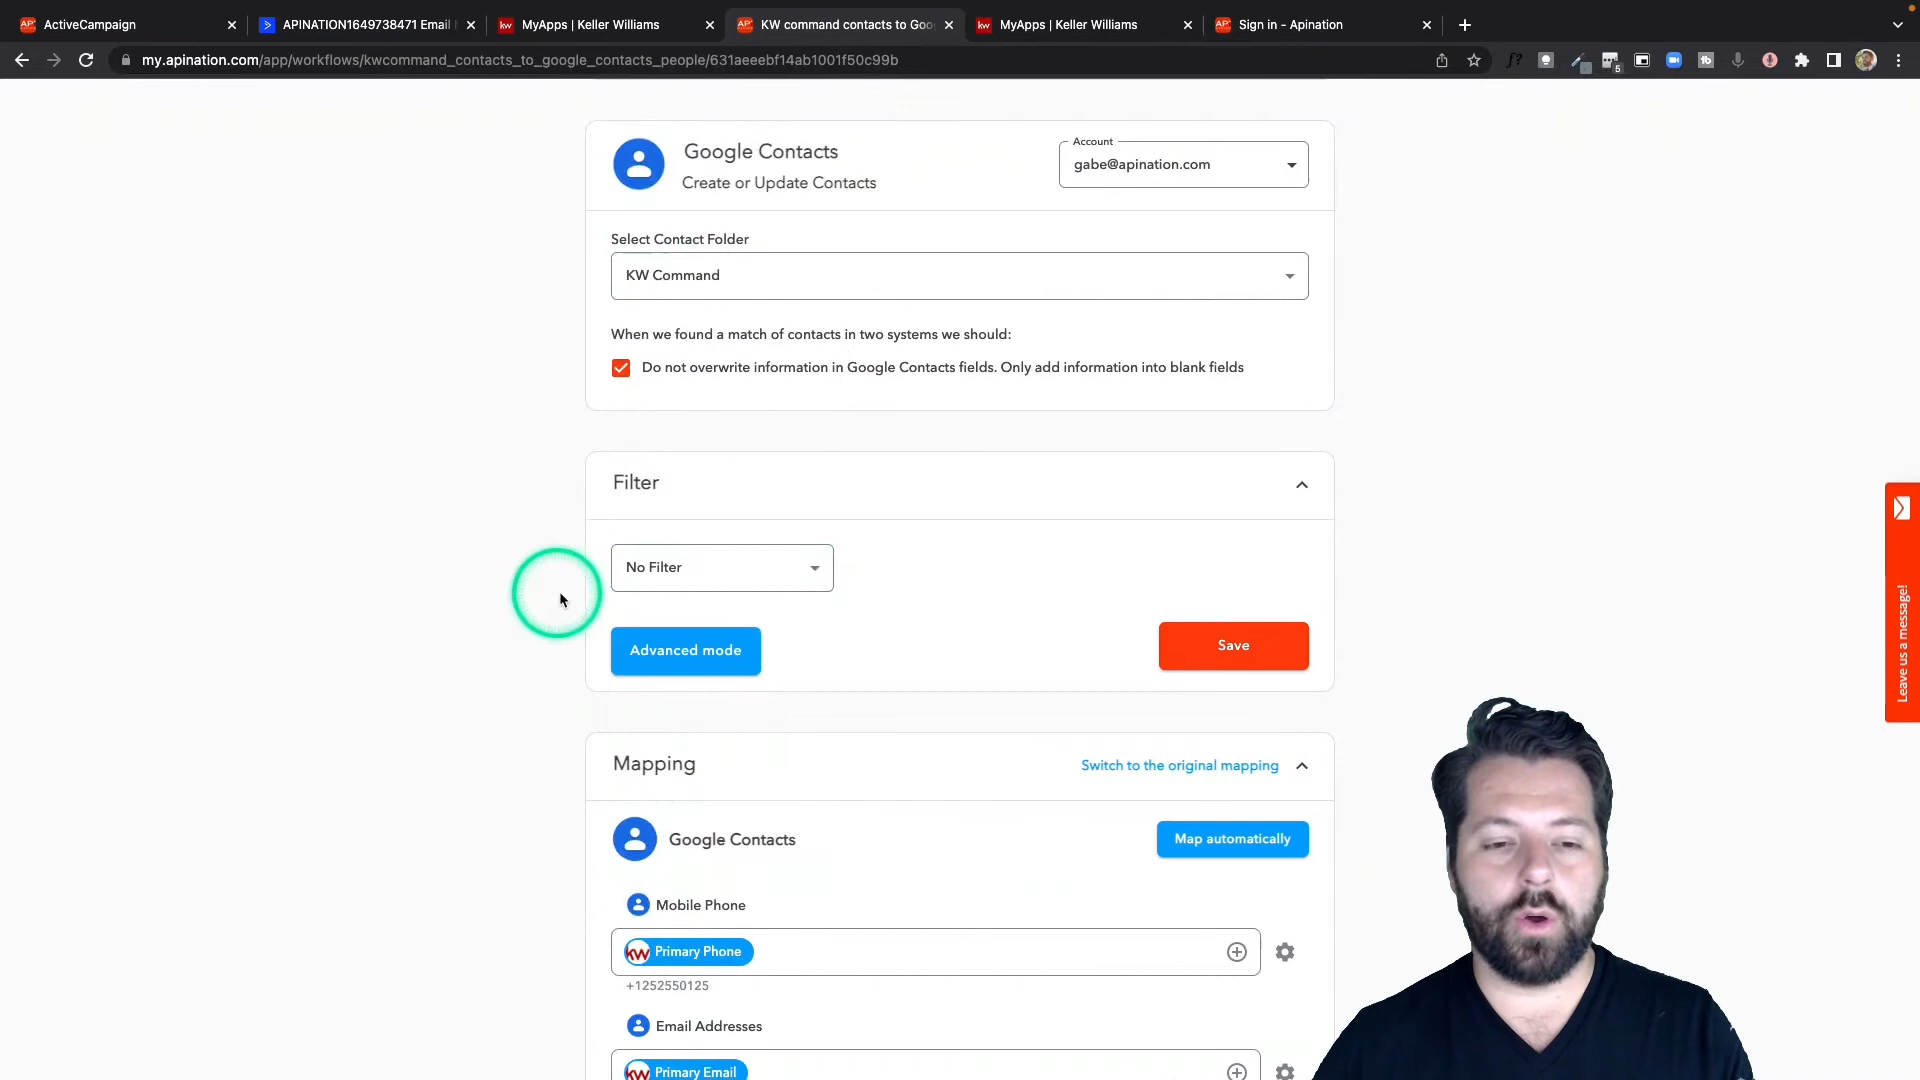 ActiveCampaign
APINATION1649738471 Email
MyApps | Keller Williams
KW command contacts to Goo
MyApps | Keller Williams
Sign in - Apination
my.apination.com/app/workflows/kwcommand_contacts_to_google_contacts_people/631aeeebf14ab1001f50c99b
Google Contacts
Create or Update Contacts
Account
gabe@apination.com
Select Contact Folder
KW Command
When we found a match of contacts in two systems we should:
Do not overwrite information in Google Contacts fields. Only add information into blank fields
Filter
No Filter
Advanced mode
Save
Leave us a message!
Mapping
Switch to the original mapping
Google Contacts
Map automatically
Mobile Phone
kw Primary Phone
+1252550125
Email Addresses
kw Primary Email